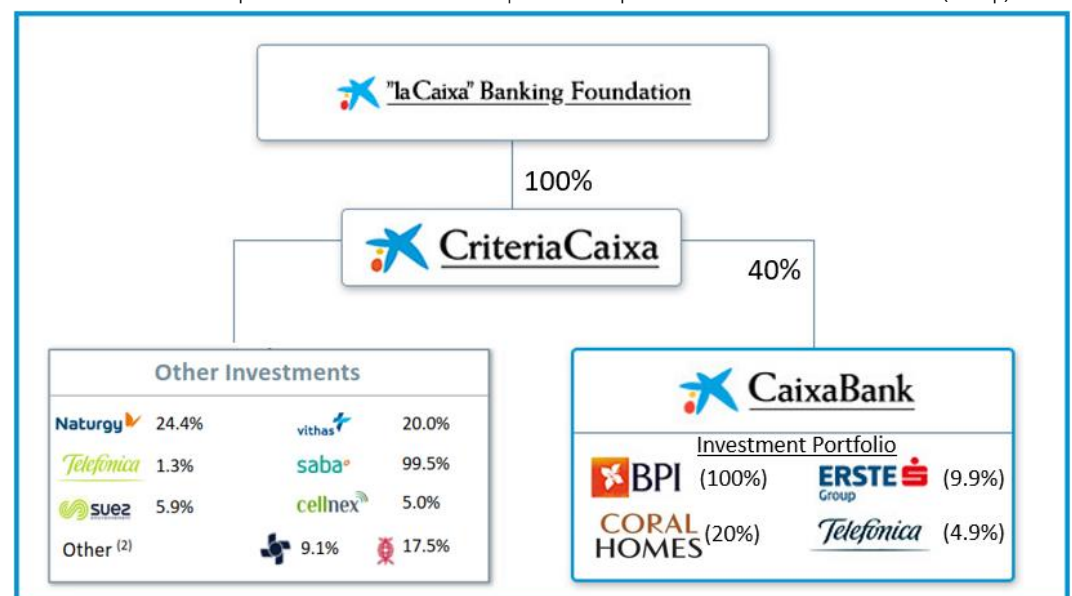 "la Caixa" Banking Foundation
100%
CriteriaCaixa
40%
Other Investments
Naturgy 24.4% vithas 20.0%
Telefónica 1.3% saba 99.5%
suez 5.9% cellnex 5.0%
Other (2) 9.1% 17.5%
CaixaBank
Investment Portfolio
BPI (100%) ERSTE Group (9.9%)
CORAL HOMES (20%) Telefónica (4.9%)